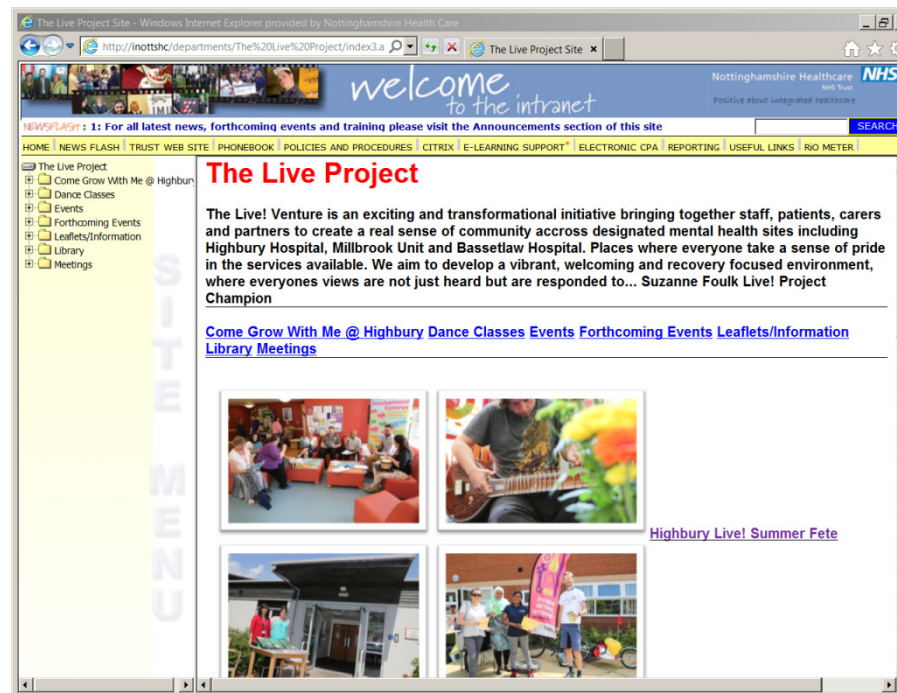 The Live Project Site - Windows Internet Explorer provided by Nottinghamshire Health Care
http://inottshc/departments/The%20Live%20Project/index3.a
The Live Project Site
welcome
to the intranet
Nottinghamshire Healthcare NHS
NHS Trust
Positive about integrated healthcare
NEWSFLASH : 1: For all latest news, forthcoming events and training please visit the Announcements section of this site
SEARCH
HOME NEWS FLASH TRUST WEB SITE PHONEBOOK POLICIES AND PROCEDURES CITRIX E-LEARNING SUPPORT* ELECTRONIC CPA REPORTING USEFUL LINKS RiO METER
The Live Project
Come Grow With Me @ Highbury
Dance Classes
Events
Forthcoming Events
Leaflets/Information
Library
Meetings
SITE MENU
The Live Project
The Live! Venture is an exciting and transformational initiative bringing together staff, patients, carers
and partners to create a real sense of community accross designated mental health sites including
Highbury Hospital, Millbrook Unit and Bassetlaw Hospital. Places where everyone take a sense of pride
in the services available. We aim to develop a vibrant, welcoming and recovery focused environment,
where everyones views are not just heard but are responded to... Suzanne Foulk Live! Project
Champion
Come Grow With Me @ Highbury Dance Classes Events Forthcoming Events Leaflets/Information
Library Meetings
Involvement
Centres
Highbury Live! Summer Fete